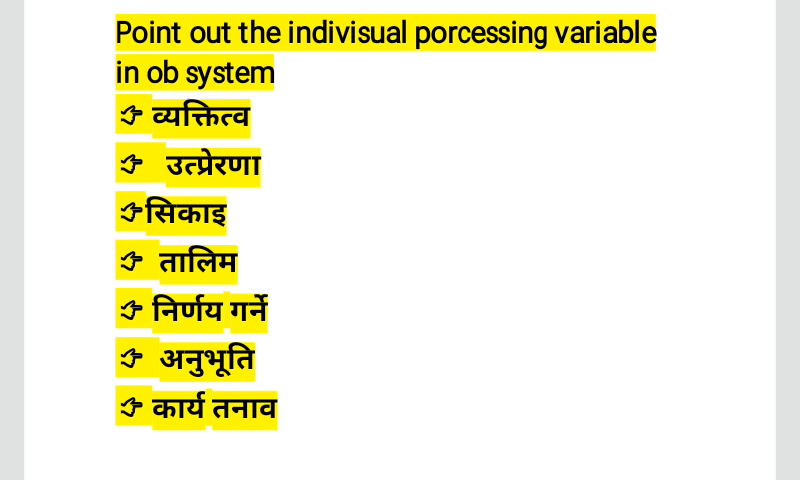 Point out the indivisual porcessing variable
in ob system
👉 व्यक्तित्व
👉 उत्प्रेरणा
👉सिकाइ
👉 तालिम
👉 निर्णय गर्ने
👉 अनुभूति
👉 कार्य तनाव